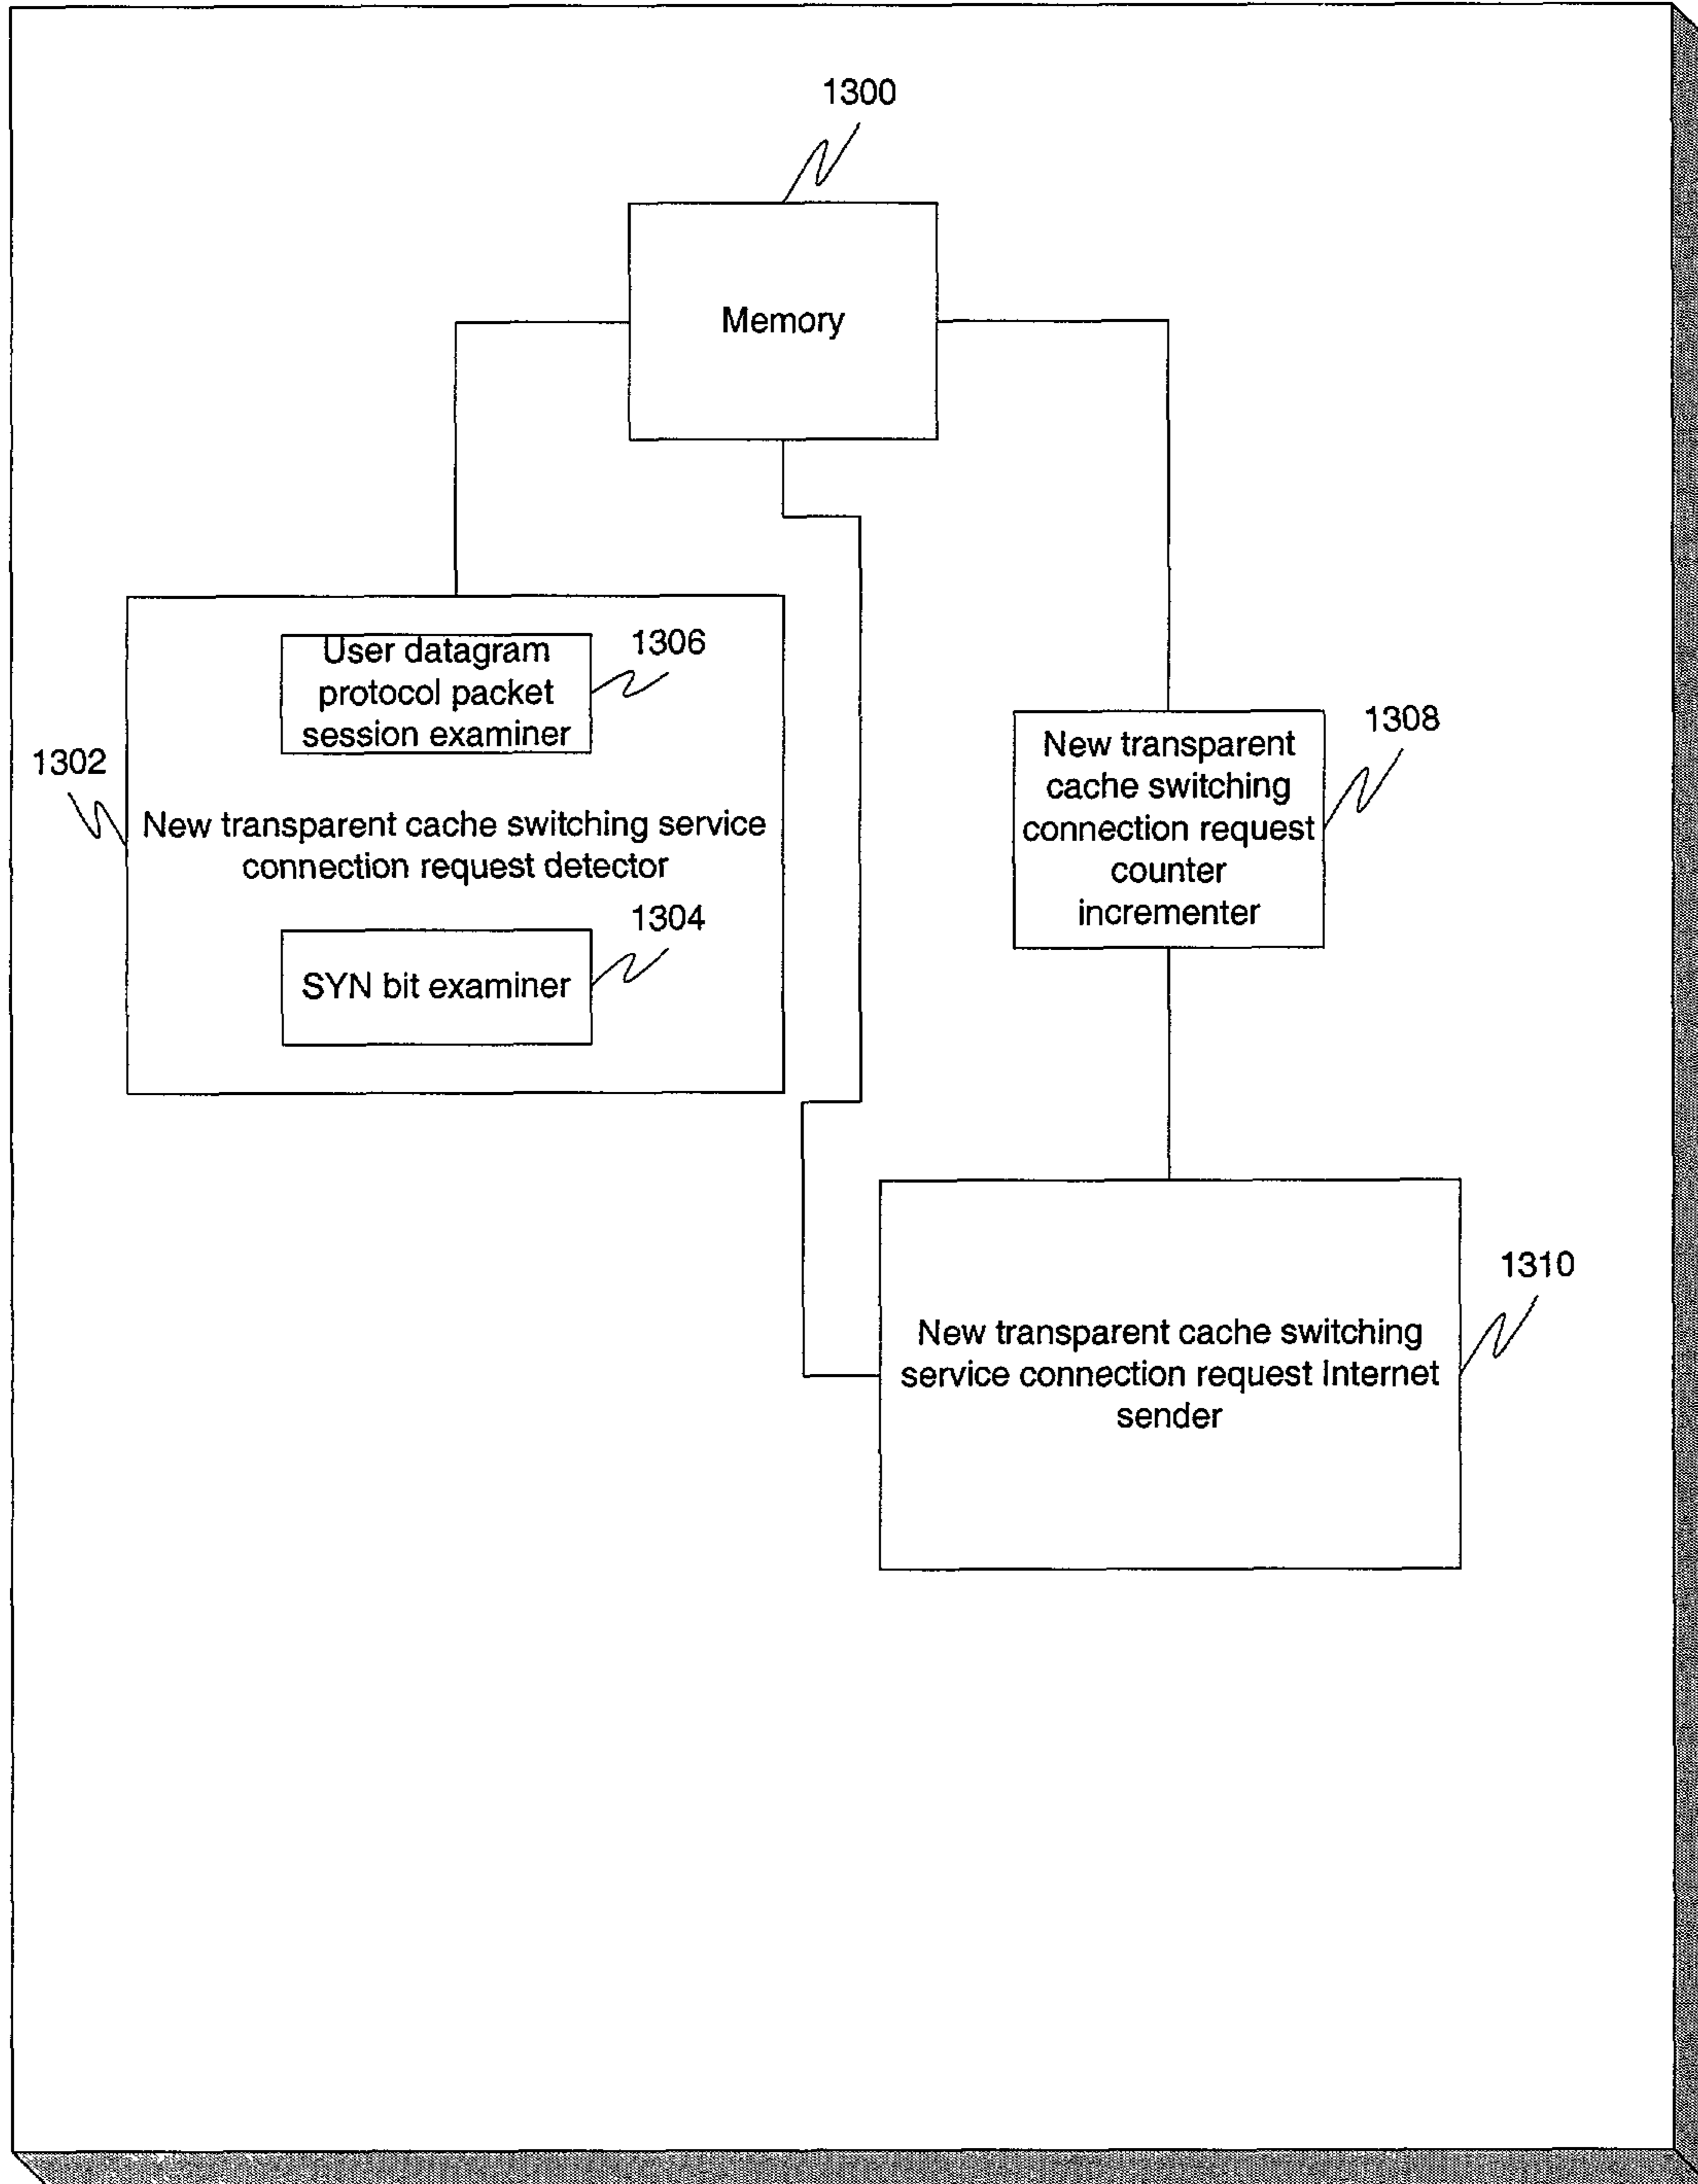 1300
Memory
User datagram
protocol packet
session examiner
1306
1302
New transparent cache switching service
connection request detector
1304
SYN bit examiner
New transparent
cache switching
connection request
counter
incrementer
1308
1310
New transparent cache switching
service connection request Internet
sender